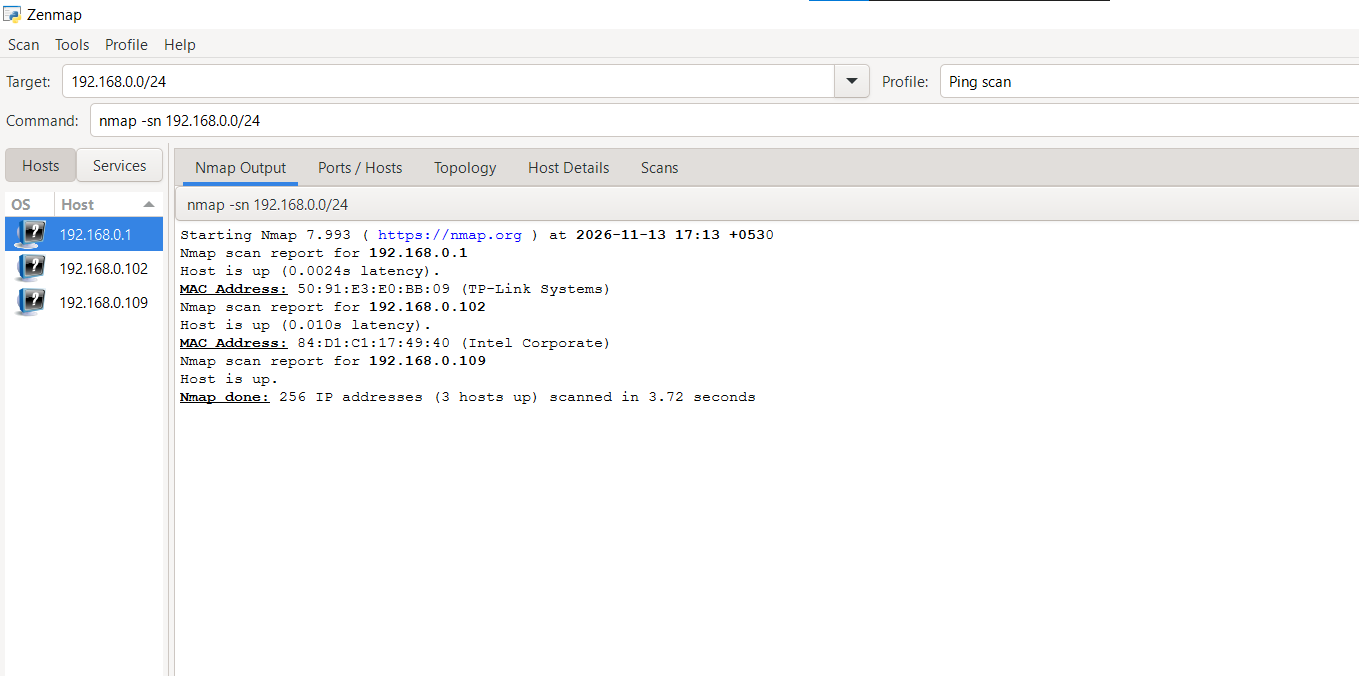 Zenmap
Scan Tools Profile Help
Target: 192.168.0.0/24 Profile: Ping scan
Command: nmap -sn 192.168.0.0/24
Hosts Services
OS Host
192.168.0.1
192.168.0.102
192.168.0.109
Nmap Output Ports / Hosts Topology Host Details Scans
nmap -sn 192.168.0.0/24
Starting Nmap 7.993 ( https://nmap.org ) at 2026-11-13 17:13 +0530
Nmap scan report for 192.168.0.1
Host is up (0.0024s latency).
MAC Address: 50:91:E3:E0:BB:09 (TP-Link Systems)
Nmap scan report for 192.168.0.102
Host is up (0.010s latency).
MAC Address: 84:D1:C1:17:49:40 (Intel Corporate)
Nmap scan report for 192.168.0.109
Host is up.
Nmap done: 256 IP addresses (3 hosts up) scanned in 3.72 seconds